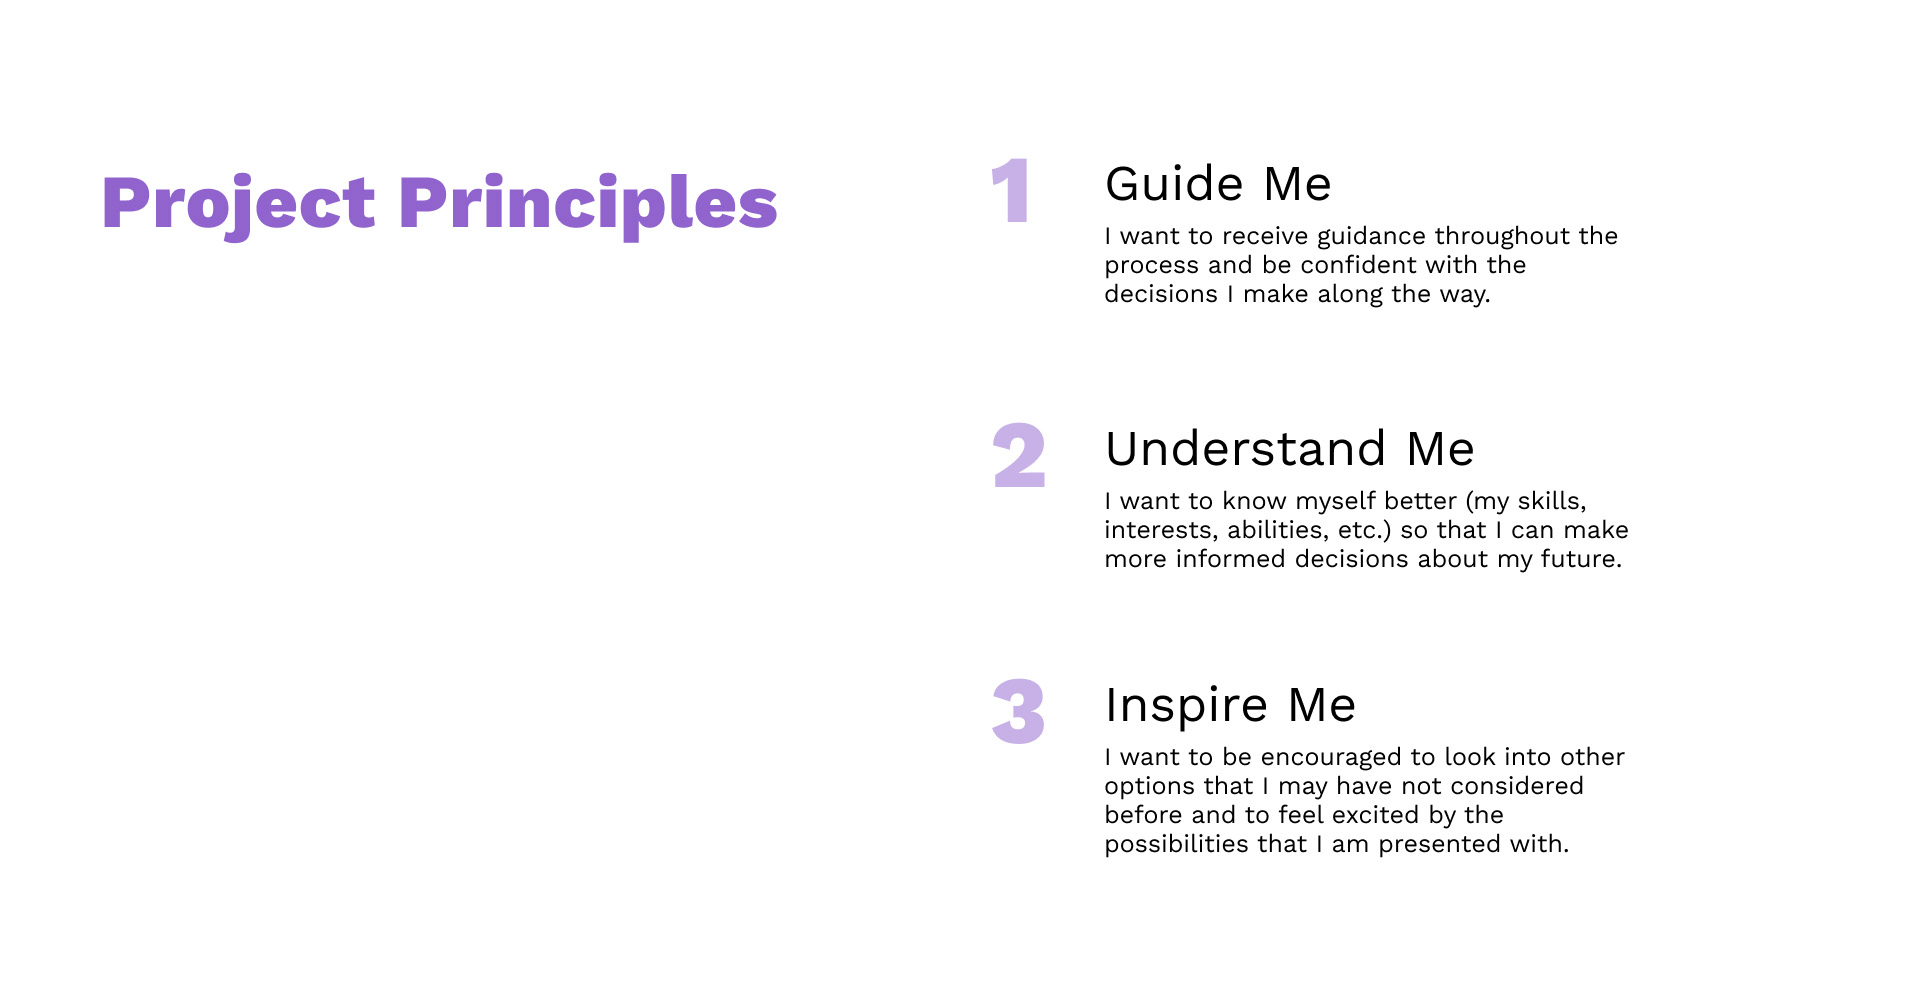 Project Principles
1
Guide Me
I want to receive guidance throughout the
process and be confident with the
decisions I make along the way.
2
Understand Me
I want to know myself better (my skills,
interests, abilities, etc.) so that I can make
more informed decisions about my future.
3
Inspire Me
I want to be encouraged to look into other
options that I may have not considered
before and to feel excited by the
possibilities that I am presented with.